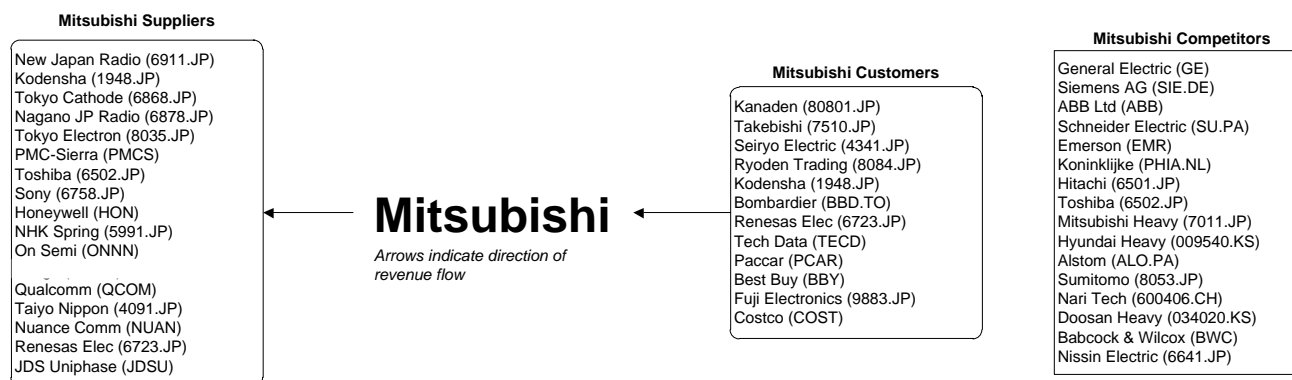 Mitsubishi Suppliers
New Japan Radio (6911.JP)
Kodensha (1948.JP)
Tokyo Cathode (6868.JP)
Nagano JP Radio (6878.JP)
Tokyo Electron (8035.JP)
PMC-Sierra (PMCS)
Toshiba (6502.JP)
Sony (6758.JP)
Honeywell (HON)
NHK Spring (5991.JP)
On Semi (ONNN)
Qualcomm (QCOM)
Taiyo Nippon (4091.JP)
Nuance Comm (NUAN)
Renesas Elec (6723.JP)
JDS Uniphase (JDSU)
Mitsubishi
Arrows indicate direction of
revenue flow
Mitsubishi Customers
Kanaden (80801.JP)
Takebishi (7510.JP)
Seiryo Electric (4341.JP)
Ryoden Trading (8084.JP)
Kodensha (1948.JP)
Bombardier (BBD.TO)
Renesas Elec (6723.JP)
Tech Data (TECD)
Paccar (PCAR)
Best Buy (BBY)
Fuji Electronics (9883.JP)
Costco (COST)
Mitsubishi Competitors
General Electric (GE)
Siemens AG (SIE.DE)
ABB Ltd (ABB)
Schneider Electric (SU.PA)
Emerson (EMR)
Koninklijke (PHIA.NL)
Hitachi (6501.JP)
Toshiba (6502.JP)
Mitsubishi Heavy (7011.JP)
Hyundai Heavy (009540.KS)
Alstom (ALO.PA)
Sumitomo (8053.JP)
Nari Tech (600406.CH)
Doosan Heavy (034020.KS)
Babcock & Wilcox (BWC)
Nissin Electric (6641.JP)